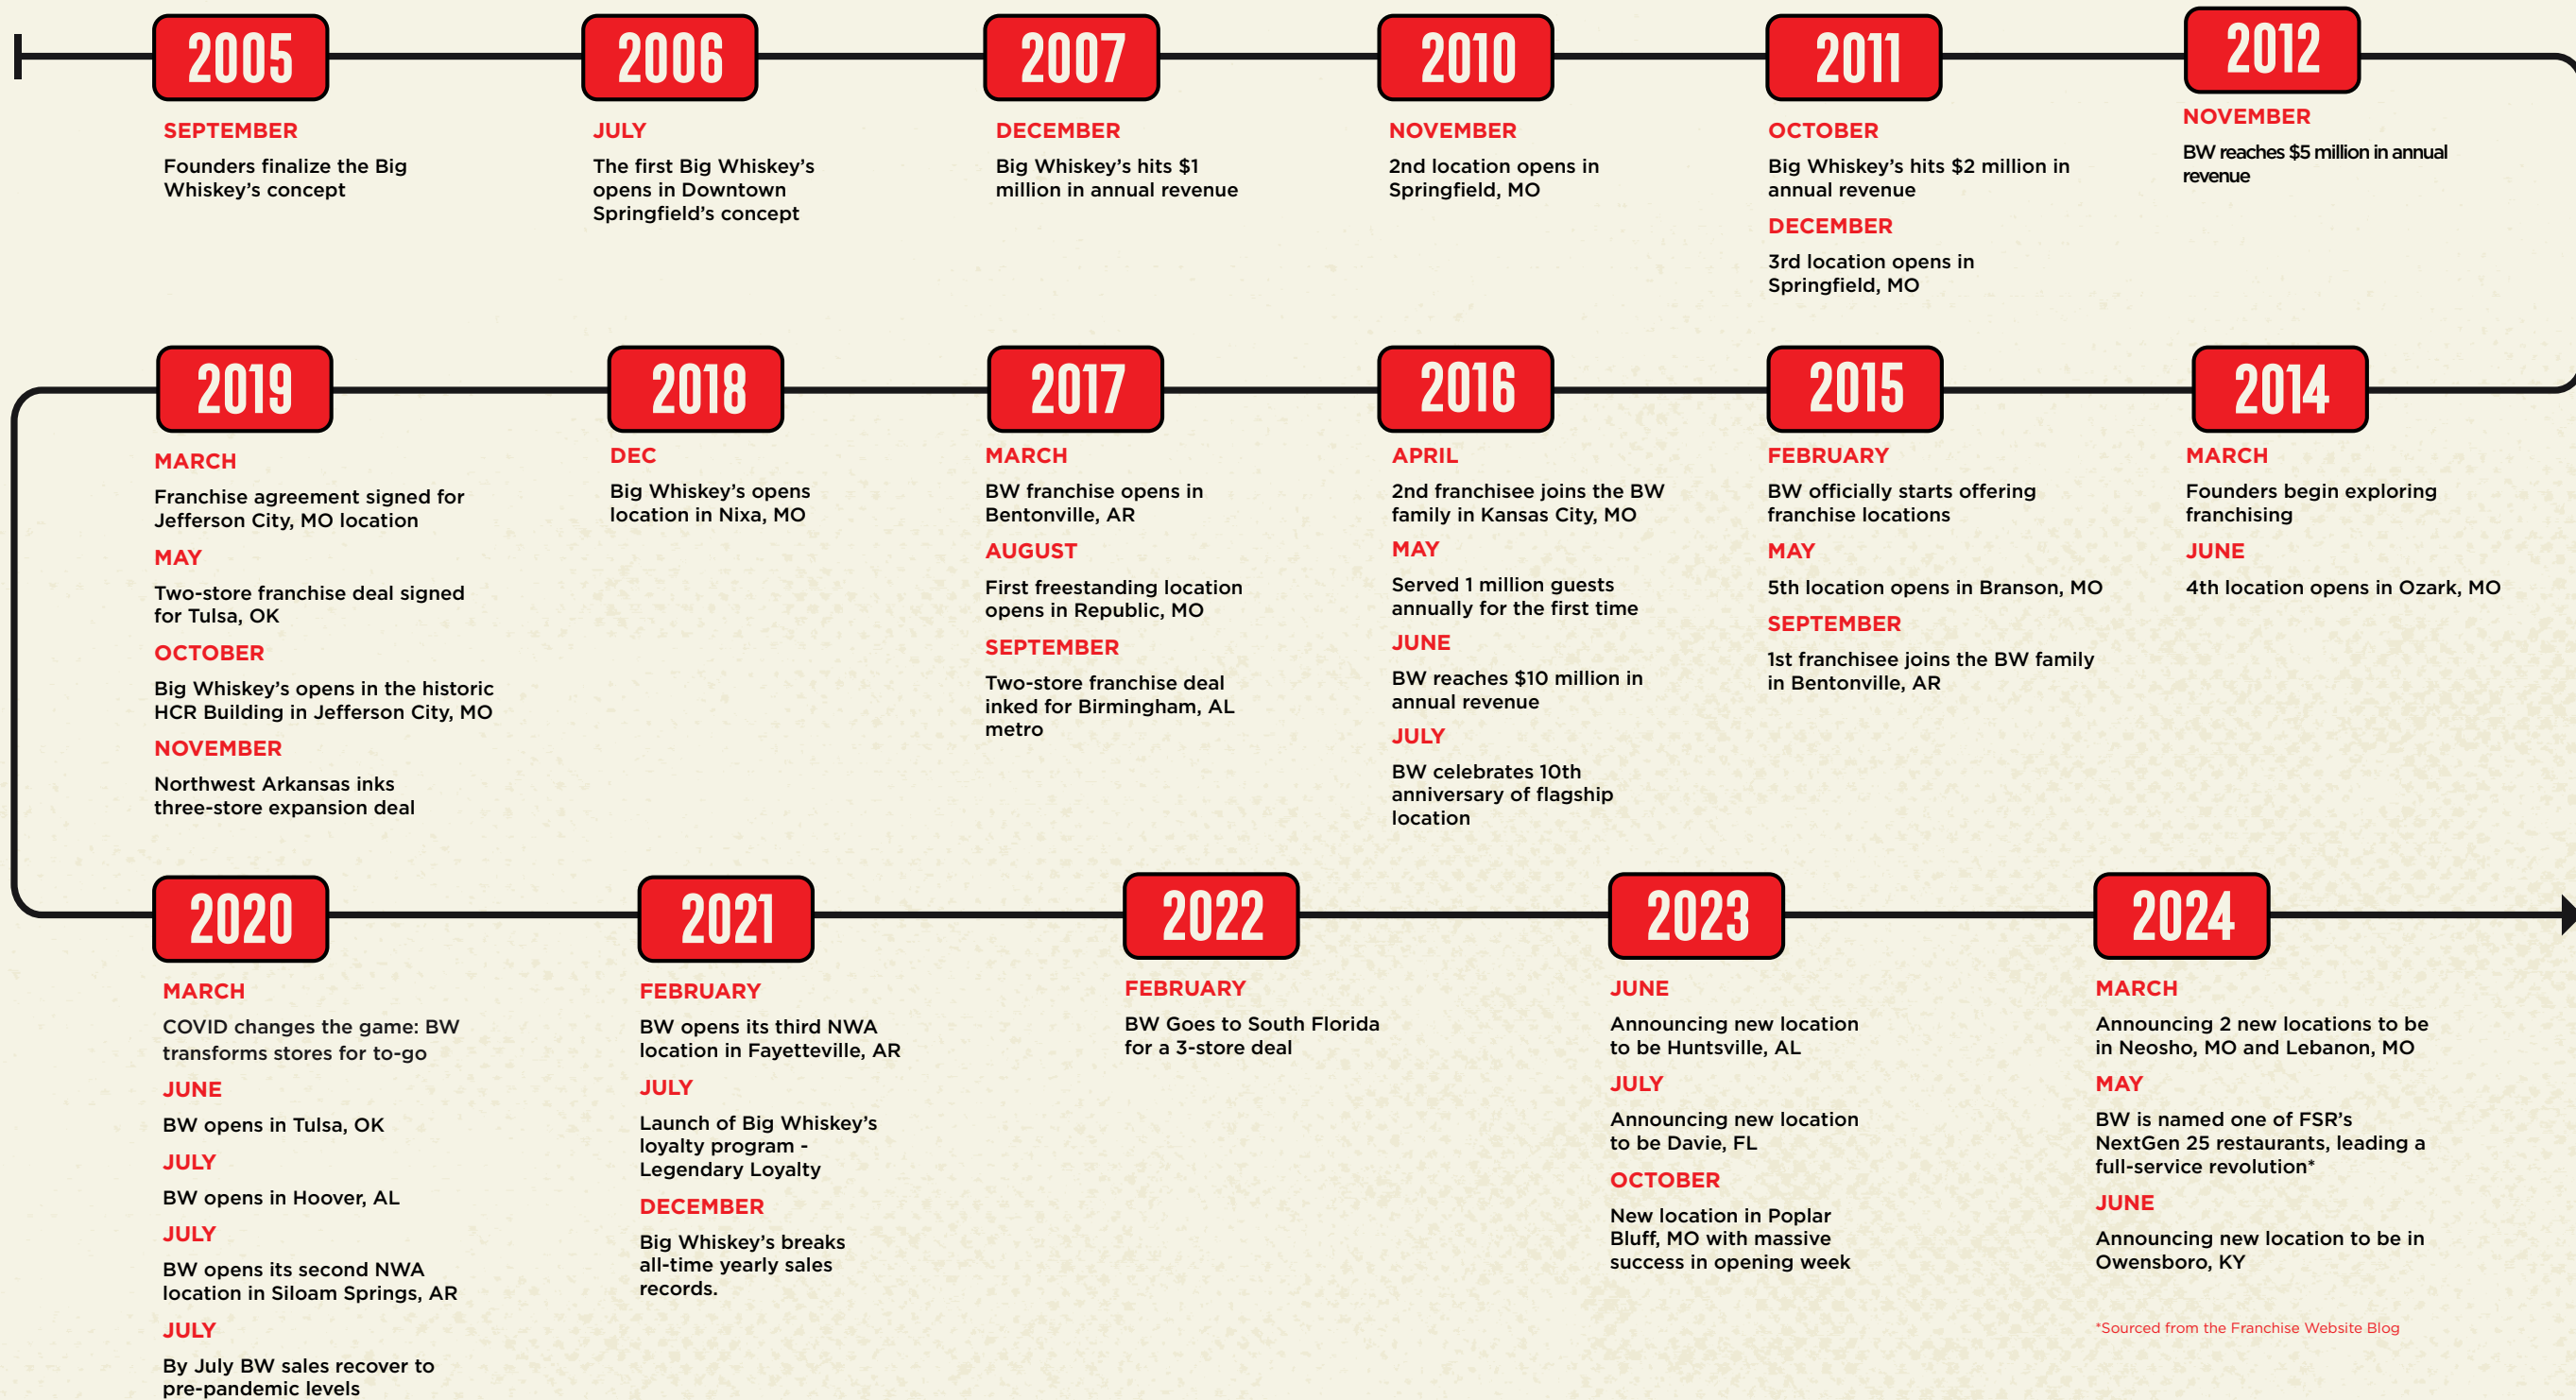 2005
SEPTEMBER
Founders finalize the Big
Whiskey's concept
2006
JULY
The first Big Whiskey's
opens in Downtown
Springfield's concept
2007
DECEMBER
Big Whiskey's hits $1
million in annual revenue
2010
NOVEMBER
2nd location opens in
Springfield, MO
2011
OCTOBER
Big Whiskey's hits $2 million in
annual revenue
DECEMBER
3rd location opens in
Springfield, MO
2012
NOVEMBER
BW reaches $5 million in annual
revenue
2014
MARCH
Founders begin exploring
franchising
JUNE
4th location opens in Ozark, MO
2015
FEBRUARY
BW officially starts offering
franchise locations
MAY
5th location opens in Branson, MO
SEPTEMBER
1st franchisee joins the BW family
in Bentonville, AR
2016
APRIL
2nd franchisee joins the BW
family in Kansas City, MO
MAY
Served 1 million guests
annually for the first time
JUNE
BW reaches $10 million in
annual revenue
JULY
BW celebrates 10th
anniversary of flagship
location
2017
MARCH
BW franchise opens in
Bentonville, AR
AUGUST
First freestanding location
opens in Republic, MO
SEPTEMBER
Two-store franchise deal
inked for Birmingham, AL
metro
2018
DEC
Big Whiskey's opens
location in Nixa, MO
2019
MARCH
Franchise agreement signed for
Jefferson City, MO location
MAY
Two-store franchise deal signed
for Tulsa, OK
OCTOBER
Big Whiskey's opens in the historic
HCR Building in Jefferson City, MO
NOVEMBER
Northwest Arkansas inks
three-store expansion deal
2020
MARCH
COVID changes the game: BW
transforms stores for to-go
JUNE
BW opens in Tulsa, OK
JULY
BW opens in Hoover, AL
JULY
BW opens its second NWA
location in Siloam Springs, AR
JULY
By July BW sales recover to
pre-pandemic levels
2021
FEBRUARY
BW opens its third NWA
location in Fayetteville, AR
JULY
Launch of Big Whiskey's
loyalty program -
Legendary Loyalty
DECEMBER
Big Whiskey's breaks
all-time yearly sales
records.
2022
FEBRUARY
BW Goes to South Florida
for a 3-store deal
2023
JUNE
Announcing new location
to be Huntsville, AL
JULY
Announcing new location
to be Davie, FL
OCTOBER
New location in Poplar
Bluff, MO with massive
success in opening week
2024
MARCH
Announcing 2 new locations to be
in Neosho, MO and Lebanon, MO
MAY
BW is named one of FSR's
NextGen 25 restaurants, leading a
full-service revolution*
JUNE
Announcing new location to be in
Owensboro, KY
*Sourced from the Franchise Website Blog